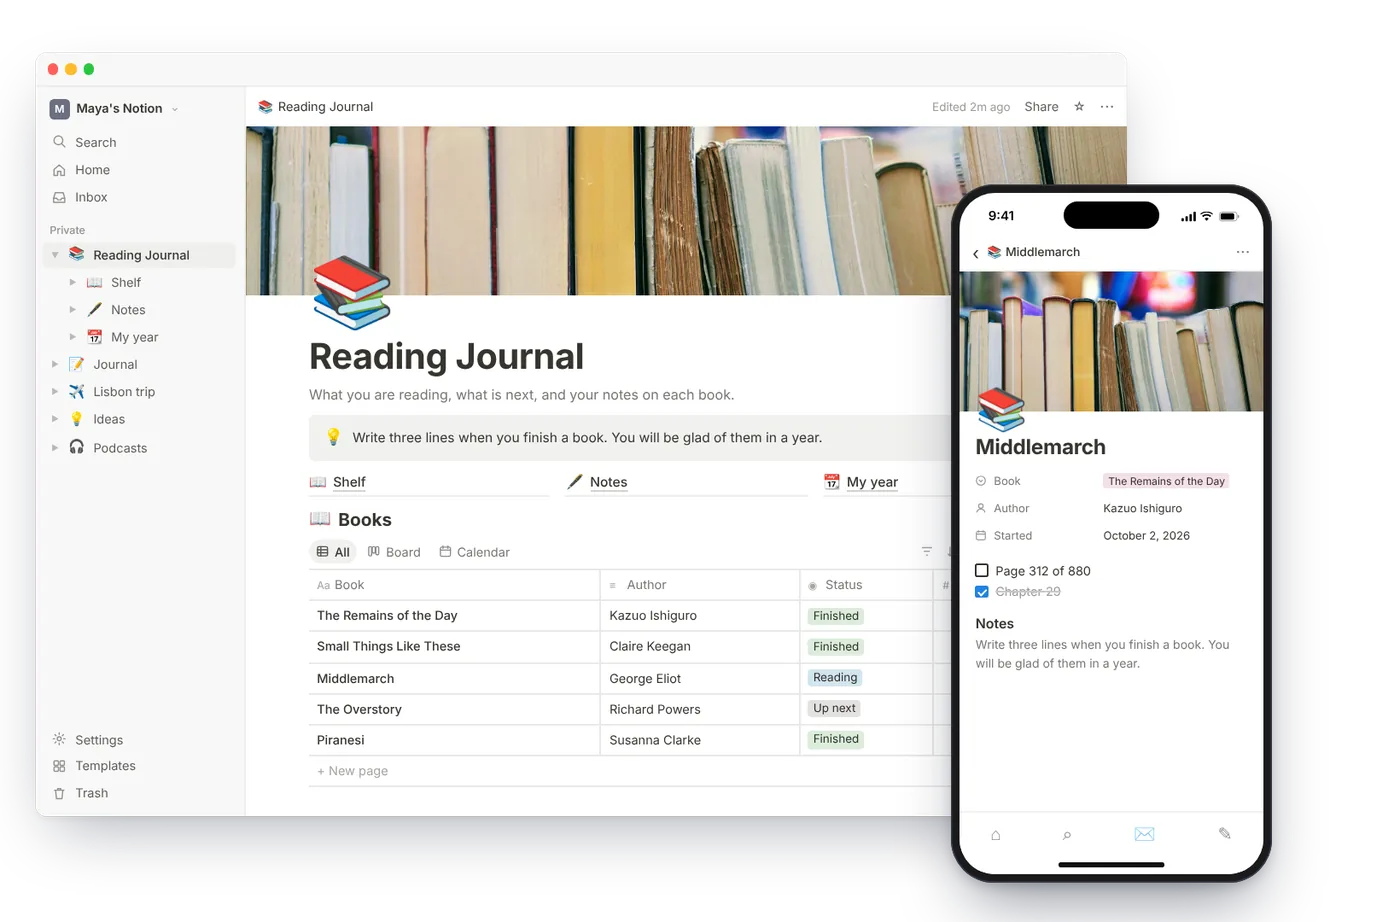 M Maya's Notion
Search
Home
Inbox
Private
Reading Journal
Shelf
Notes
My year
Journal
Lisbon trip
Ideas
Podcasts
Settings
Templates
Trash
Reading Journal
Edited 2m ago Share
Reading Journal
What you are reading, what is next, and your notes on each book.
Write three lines when you finish a book. You will be glad of them in a year.
Shelf Notes My year
Books
All Board Calendar
Aa Book Author Status #
The Remains of the Day Kazuo Ishiguro Finished
Small Things Like These Claire Keegan Finished
Middlemarch George Eliot Reading
The Overstory Richard Powers Up next
Piranesi Susanna Clarke Finished
+ New page
9:41
Middlemarch
Middlemarch
Book The Remains of the Day
Author Kazuo Ishiguro
Started October 2, 2026
Page 312 of 880
Chapter 29
Notes
Write three lines when you finish a book. You
will be glad of them in a year.